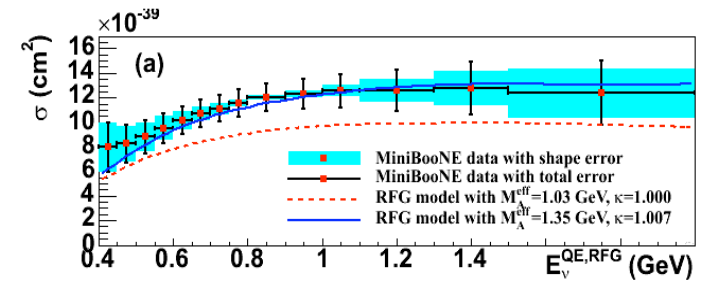 ×10⁻³⁹
σ (cm²)
16
14
12
10
8
6
4
2
0
(a)
MiniBooNE data with shape error
MiniBooNE data with total error
RFG model with M_A^eff=1.03 GeV, κ=1.000
RFG model with M_A^eff=1.35 GeV, κ=1.007
0.4 0.6 0.8 1 1.2 1.4
E_ν^QE,RFG (GeV)